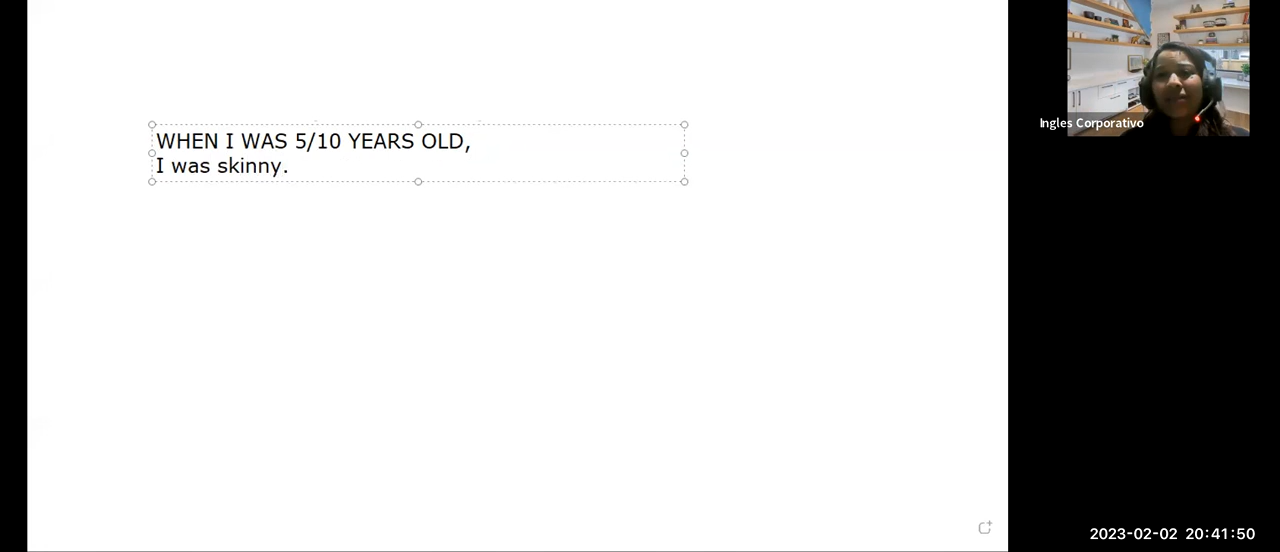 WHEN I WAS 5/10 YEARS OLD,
I was skinny.
Ingles Corporativo
2023-02-02 20:41:50